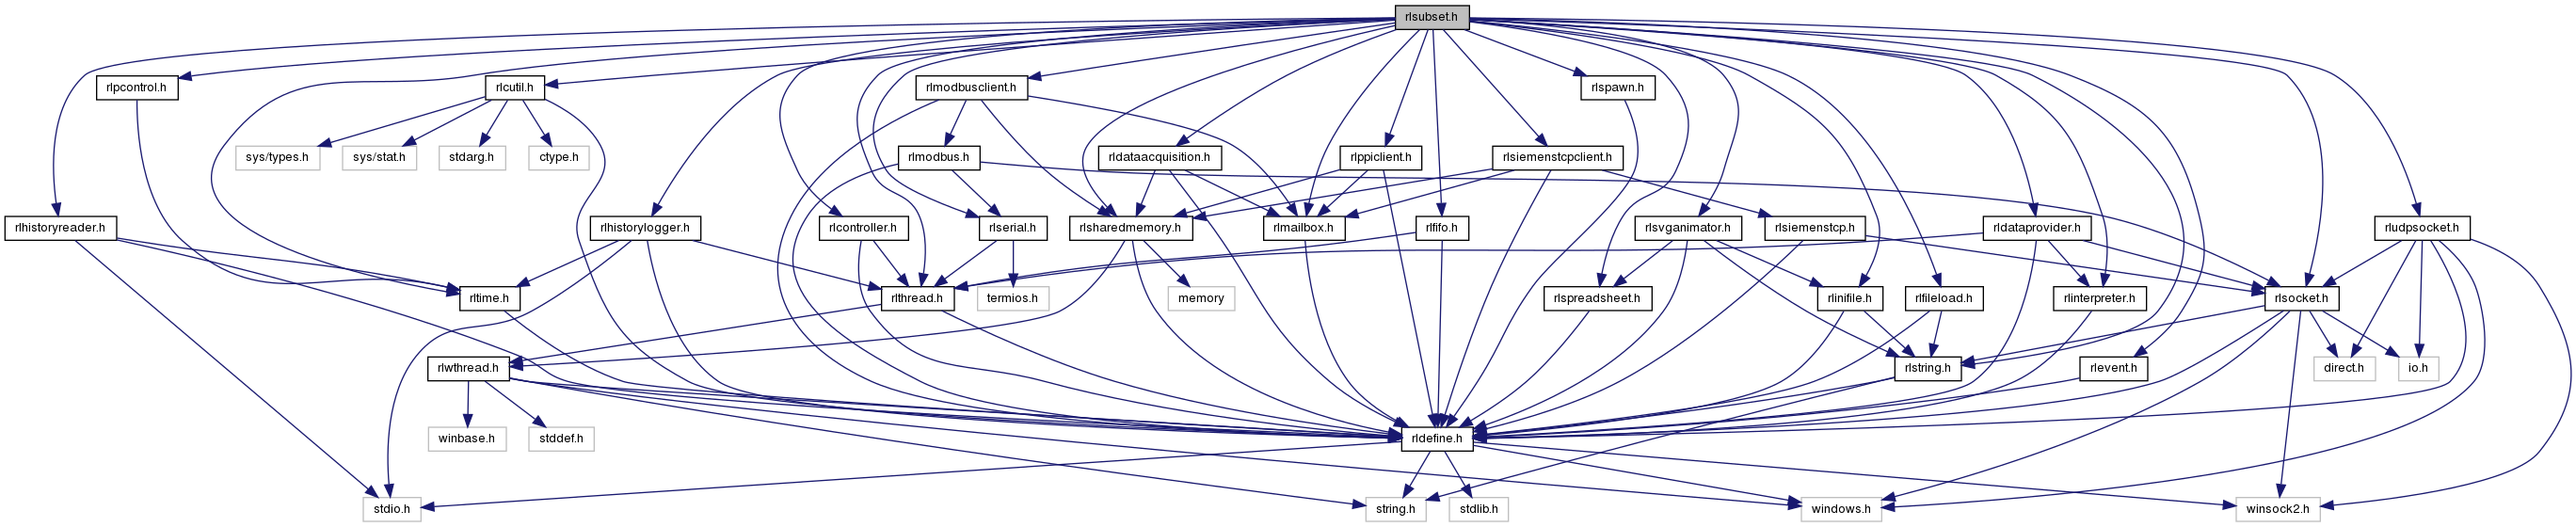 rlsubset.h
rlpcontrol.h
rlcutil.h
rlmodbusclient.h
rlspawn.h
sys/types.h
sys/stat.h
stdarg.h
ctype.h
rlmodbus.h
rldataacquisition.h
rlppiclient.h
rlsiemenstcpclient.h
rlhistoryreader.h
rlhistorylogger.h
rlcontroller.h
rlserial.h
rlsharedmemory.h
rlmailbox.h
rlfifo.h
rlsvganimator.h
rlsiemenstcp.h
rldataprovider.h
rludpsocket.h
rltime.h
rlthread.h
termios.h
memory
rlspreadsheet.h
rlinifile.h
rlfileload.h
rlinterpreter.h
rlsocket.h
rlwthread.h
rlstring.h
rlevent.h
direct.h
io.h
winbase.h
stddef.h
rldefine.h
stdio.h
string.h
stdlib.h
windows.h
winsock2.h